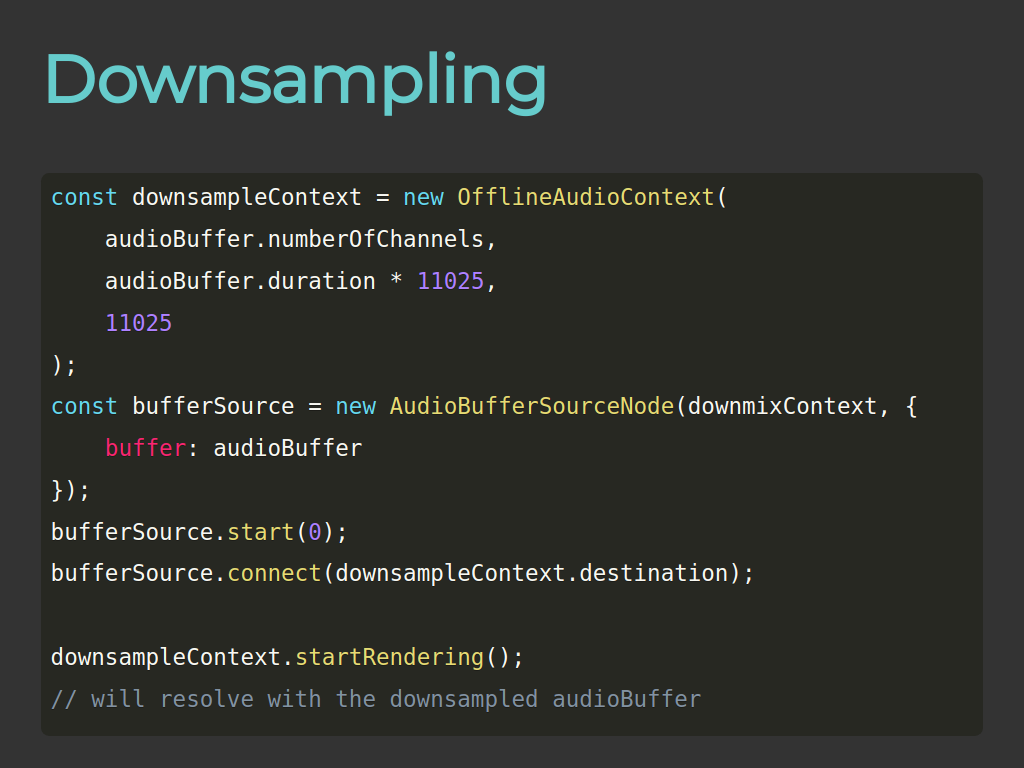 Downsampling
const downsampleContext = new OfflineAudioContext(
    audioBuffer.numberOfChannels,
    audioBuffer.duration * 11025,
    11025
);
const bufferSource = new AudioBufferSourceNode(downmixContext, {
    buffer: audioBuffer
});
bufferSource.start(0);
bufferSource.connect(downsampleContext.destination);

downsampleContext.startRendering();
// will resolve with the downsampled audioBuffer